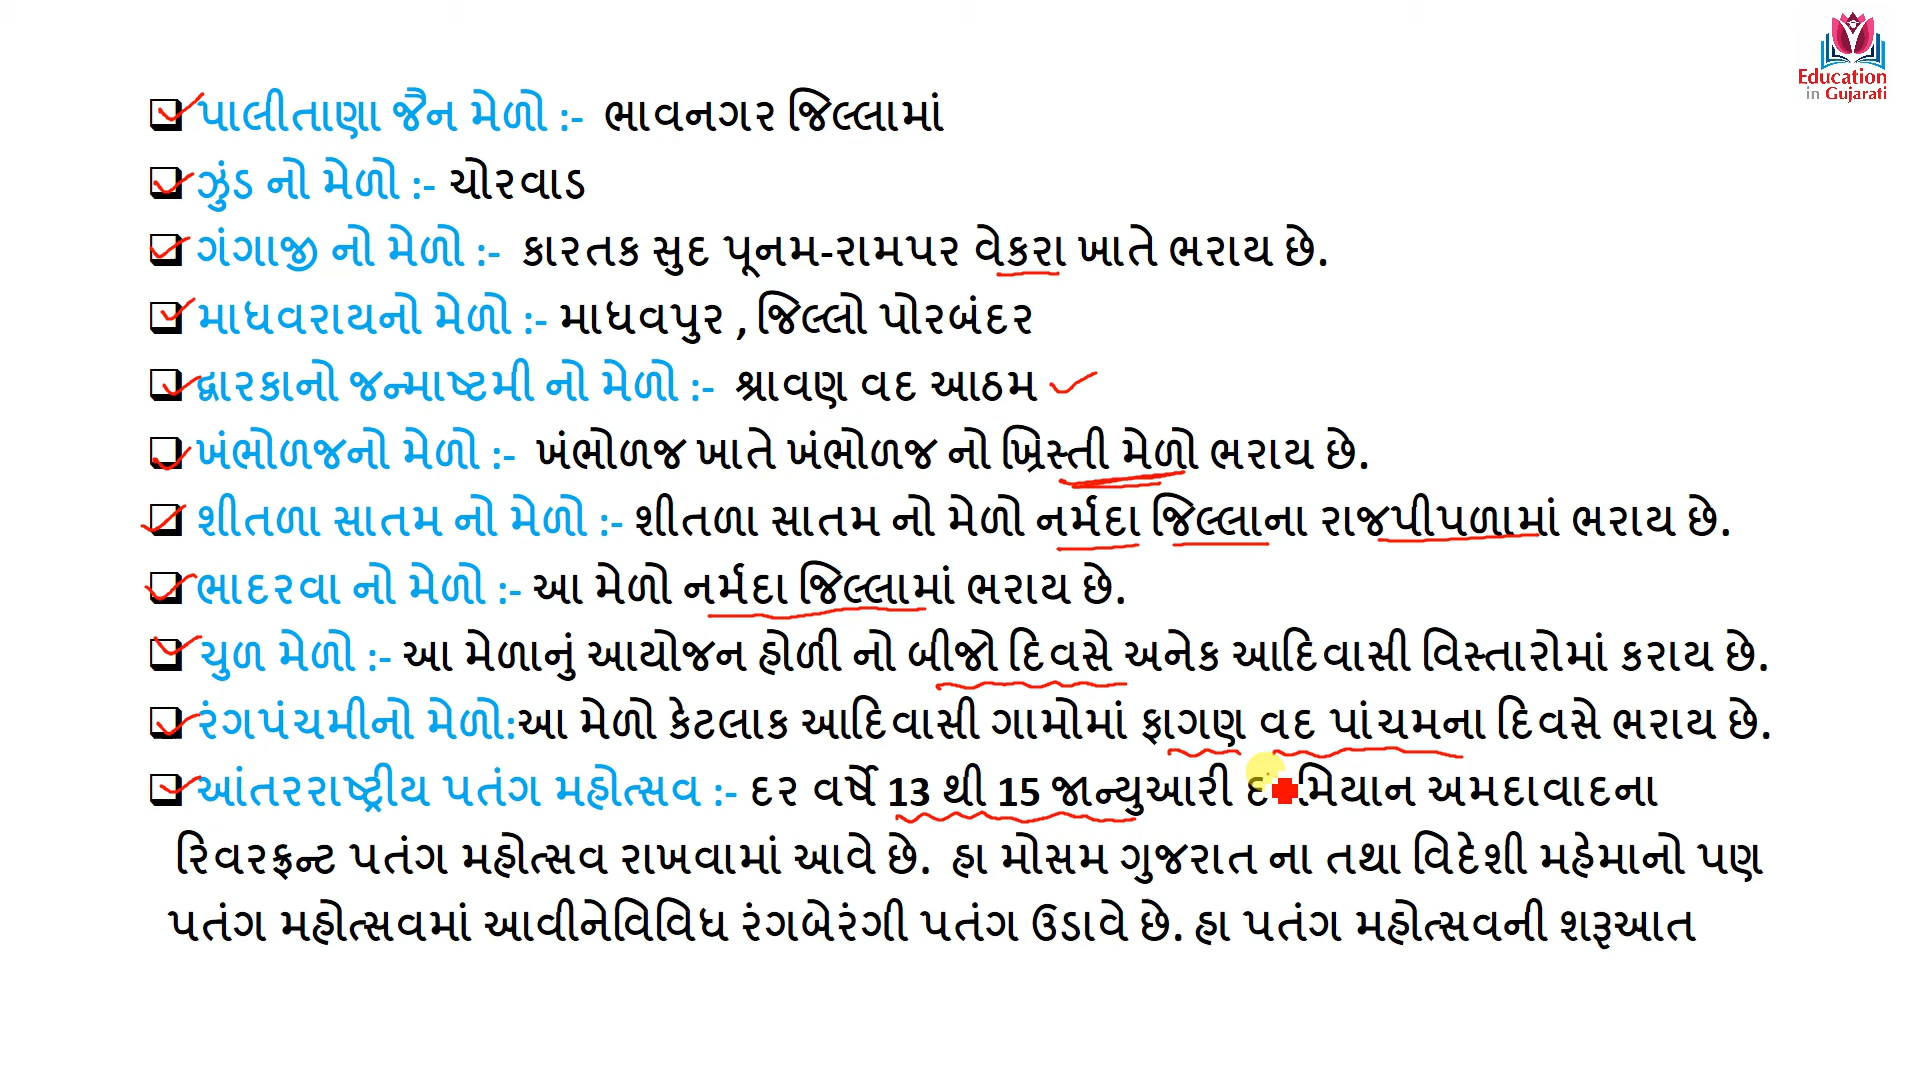 Education
in Gujarati
પાલીતાણા જૈન મેળો :- ભાવનગર જિલ્લામાં
ઝુંડ નો મેળો :- ચોરવાડ
ગંગાજી નો મેળો :- કારતક સુદ પૂનમ-રામપર વેકરા ખાતે ભરાય છે.
માધવરાયનો મેળો :- માધવપુર , જિલ્લો પોરબંદર
દ્વારકાનો જન્માષ્ટમી નો મેળો :- શ્રાવણ વદ આઠમ
ખંભોળજનો મેળો :- ખંભોળજ ખાતે ખંભોળજ નો ખ્રિસ્તી મેળો ભરાય છે.
શીતળા સાતમ નો મેળો :- શીતળા સાતમ નો મેળો નર્મદા જિલ્લાના રાજપીપળામાં ભરાય છે.
ભાદરવા નો મેળો :- આ મેળો નર્મદા જિલ્લામાં ભરાય છે.
ચુળ મેળો :- આ મેળાનું આયોજન હોળી નો બીજો દિવસે અનેક આદિવાસી વિસ્તારોમાં કરાય છે.
રંગપંચમીનો મેળો:આ મેળો કેટલાક આદિવાસી ગામોમાં ફાગણ વદ પાંચમના દિવસે ભરાય છે.
આંતરરાષ્ટ્રીય પતંગ મહોત્સવ :- દર વર્ષે 13 થી 15 જાન્યુઆરી અમદાવાદના
રિવરફ્રન્ટ પતંગ મહોત્સવ રાખવામાં આવે છે. હા મોસમ ગુજરાત ના તથા વિદેશી મહેમાનો પણ
પતંગ મહોત્સવમાં આવીનેવિવિધ રંગબેરંગી પતંગ ઉડાવે છે. હા પતંગ મહોત્સવની શરૂઆત